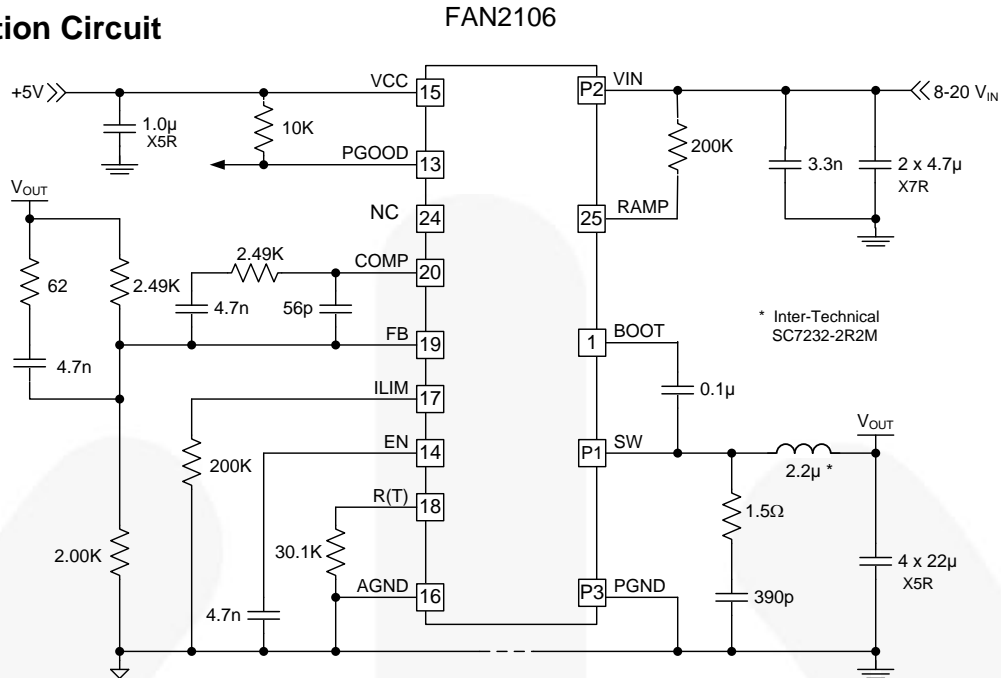 tion Circuit
FAN2106
+5V
1.0µ
X5R
10K
VCC
15
PGOOD
13
NC
24
COMP
20
FB
19
ILIM
17
EN
14
R(T)
18
AGND
16
VOUT
62
2.49K
4.7n
2.49K
4.7n
56p
200K
2.00K
30.1K
4.7n
P2
VIN
8-20 VIN
200K
3.3n
2 x 4.7µ
X7R
25
RAMP
* Inter-Technical
SC7232-2R2M
1
BOOT
0.1µ
P1
SW
2.2µ *
VOUT
1.5Ω
390p
4 x 22µ
X5R
P3
PGND